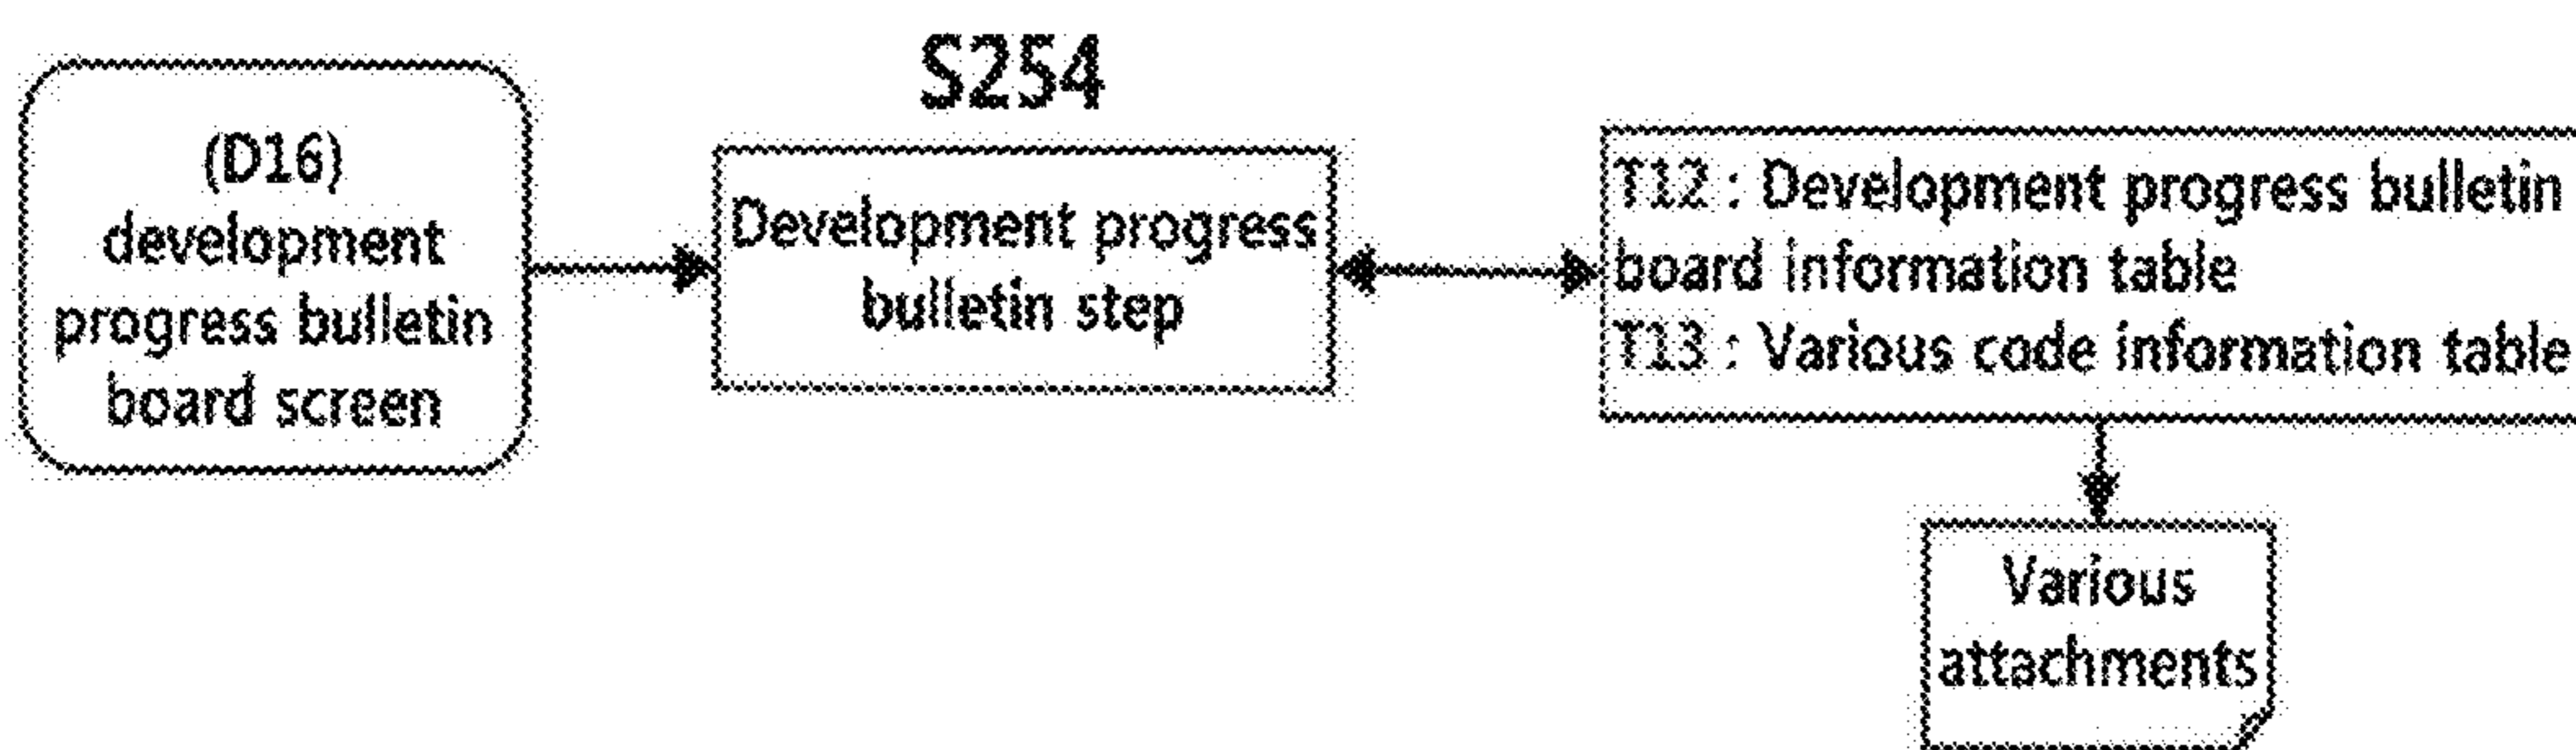 S254
(D16)
development
progress bulletin
board screen
Development progress
bulletin step
T12 : Development progress bulletin
board information table
T13 : Various code information table
Various
attachments